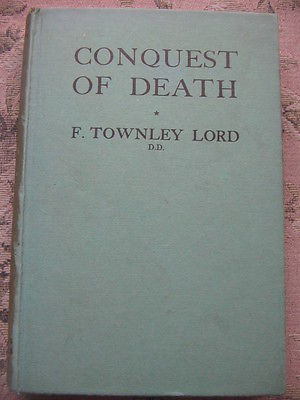 CONQUEST
OF DEATH
*
F. TOWNLEY LORD
D.D.